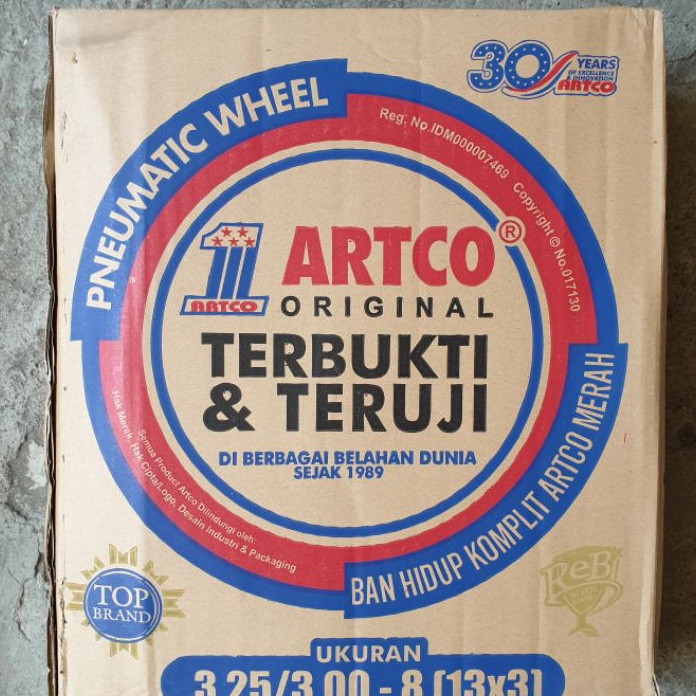 30 YEARS
OF EXCELLENCE
& INNOVATION
ARTCO
PNEUMATIC WHEEL
Reg. No.IDM000007469 Copyright © No.017130
1
ARTCO
ARTCO®
ORIGINAL
TERBUKTI
& TERUJI
DI BERBAGAI BELAHAN DUNIA
SEJAK 1989
Semua Product Artco Dilindungi oleh:
Hak Merek, Hak Cipta/Logo, Desain Industri & Packaging
BAN HIDUP KOMPLIT ARTCO MERAH
TOP
BRAND
ReBi
UKURAN
3.25/3.00 - 8 (13x3)